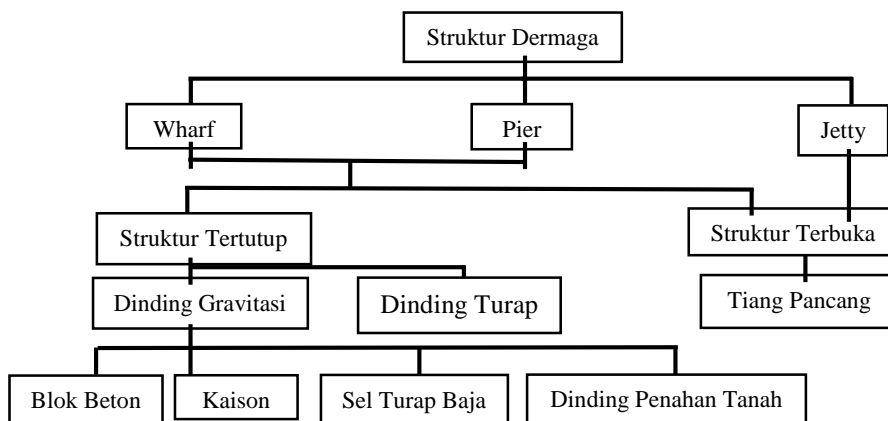 Struktur Dermaga
Wharf
Pier
Jetty
Struktur Tertutup
Struktur Terbuka
Dinding Gravitasi
Dinding Turap
Tiang Pancang
Blok Beton
Kaison
Sel Turap Baja
Dinding Penahan Tanah